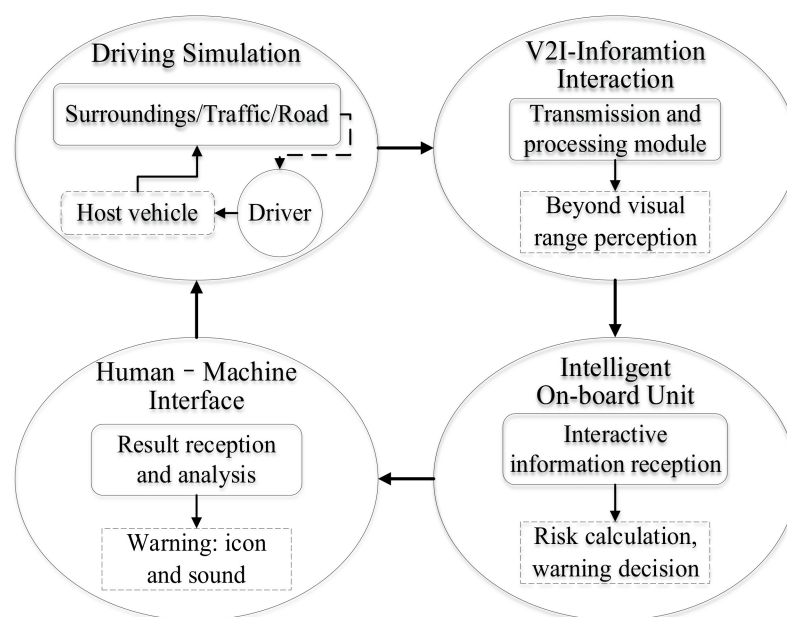 Driving Simulation
Surroundings/Traffic/Road
Host vehicle
Driver
V2I-Inforamtion
Interaction
Transmission and
processing module
Beyond visual
range perception
Human – Machine
Interface
Result reception
and analysis
Warning: icon
and sound
Intelligent
On-board Unit
Interactive
information reception
Risk calculation,
warning decision